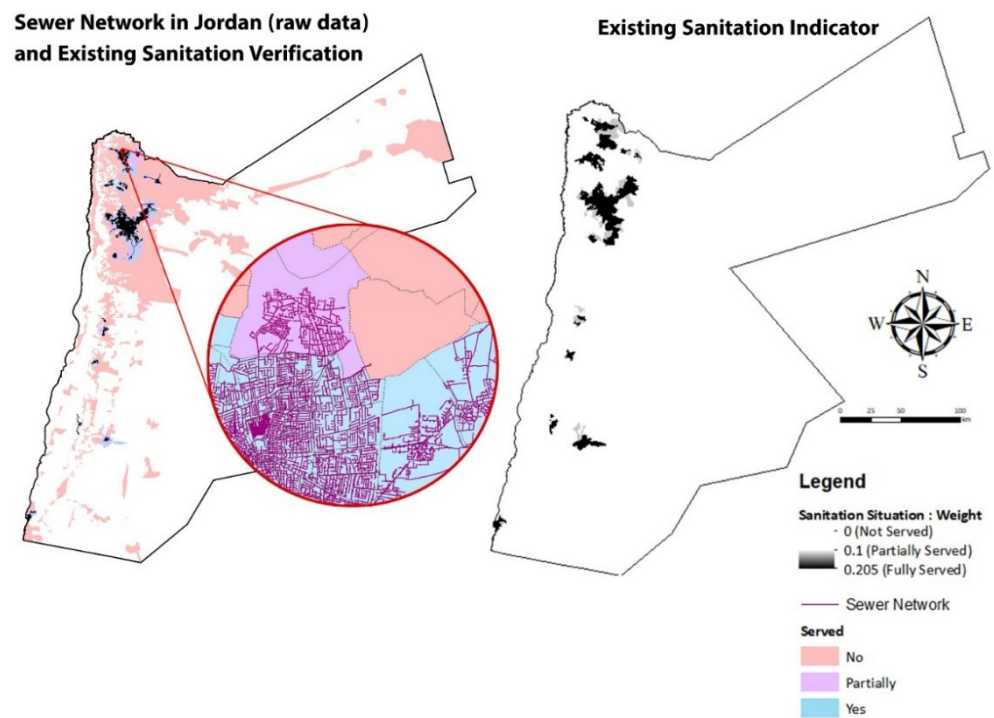 Sewer Network in Jordan (raw data)
and Existing Sanitation Verification
Existing Sanitation Indicator
N
W
E
S
0 25 50 100
km
Legend
Sanitation Situation : Weight
0 (Not Served)
0.1 (Partially Served)
0.205 (Fully Served)
Sewer Network
Served
No
Partially
Yes